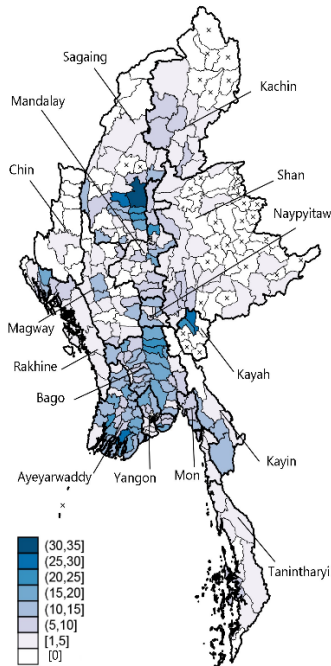 Sagaing
Kachin
Mandalay
Chin
Shan
Naypyitaw
Magway
Rakhine
Kayah
Bago
Ayeyarwaddy
Yangon
Mon
Kayin
Tanintharyi
(30,35]
(25,30]
(20,25]
(15,20]
(10,15]
(5,10]
[1,5]
[0]